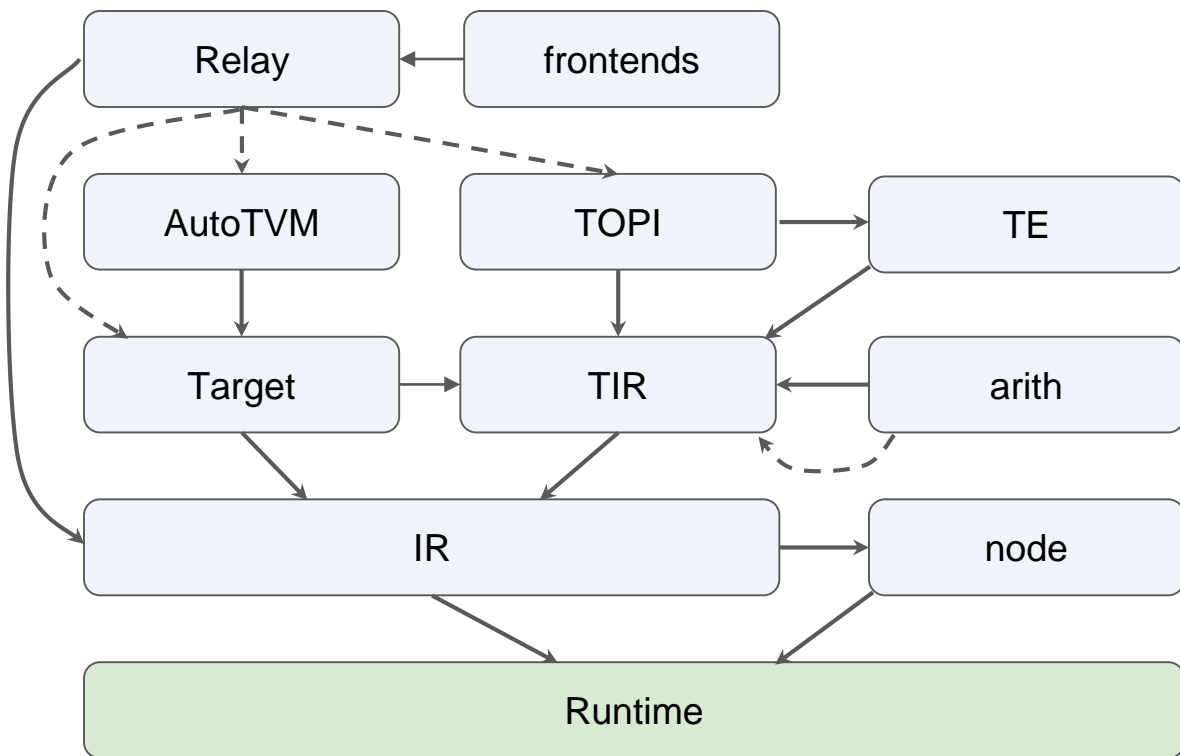 Relay
frontends
AutoTVM
TOPI
TE
Target
TIR
arith
IR
node
Runtime